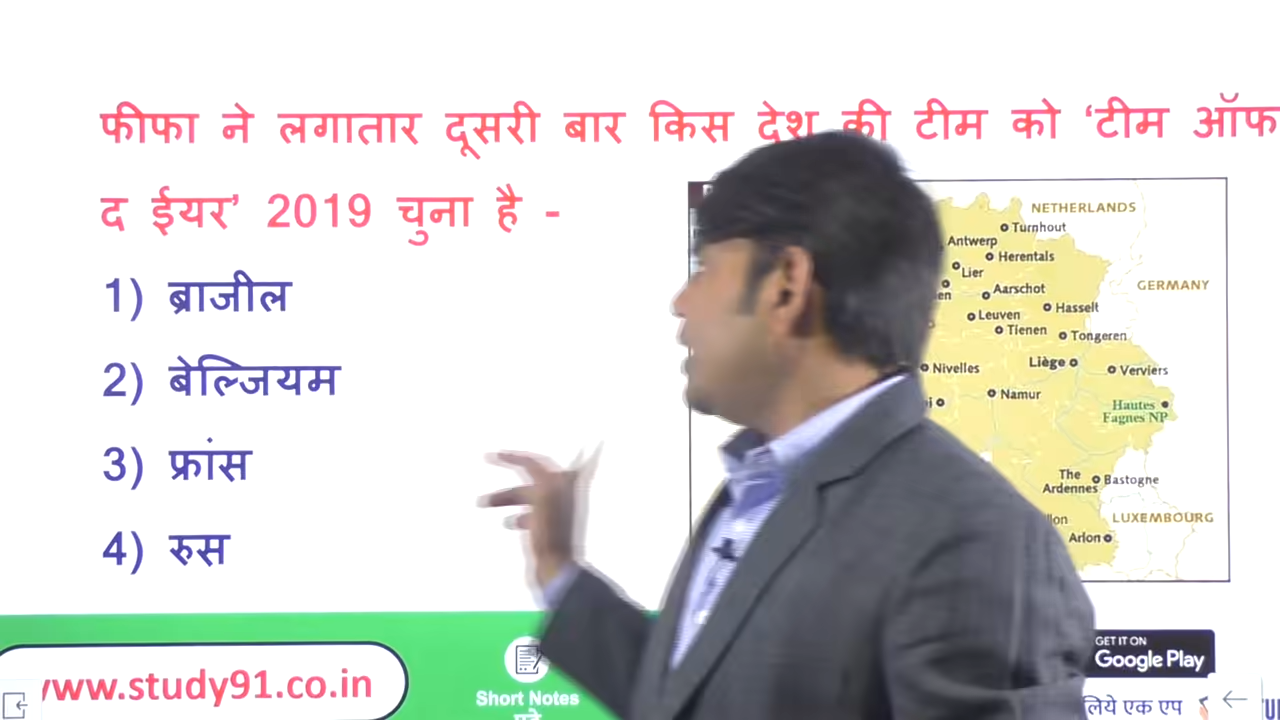 फीफा ने लगातार दूसरी बार किस देश की टीम को ‘टीम ऑफ
द ईयर’ 2019 चुना है -
1) ब्राजील
2) बेल्जियम
3) फ्रांस
4) रुस
NETHERLANDS
Turnhout
Antwerp
Herentals
Lier
GERMANY
Aarschot
en
Hasselt
Leuven
Tienen
Tongeren
Liège
Nivelles
Verviers
Namur
Hautes
Fagnes NP
The
Ardennes
Bastogne
LUXEMBOURG
Arlon
www.study91.co.in
Short Notes
GET IT ON
Google Play
लिये एक एप